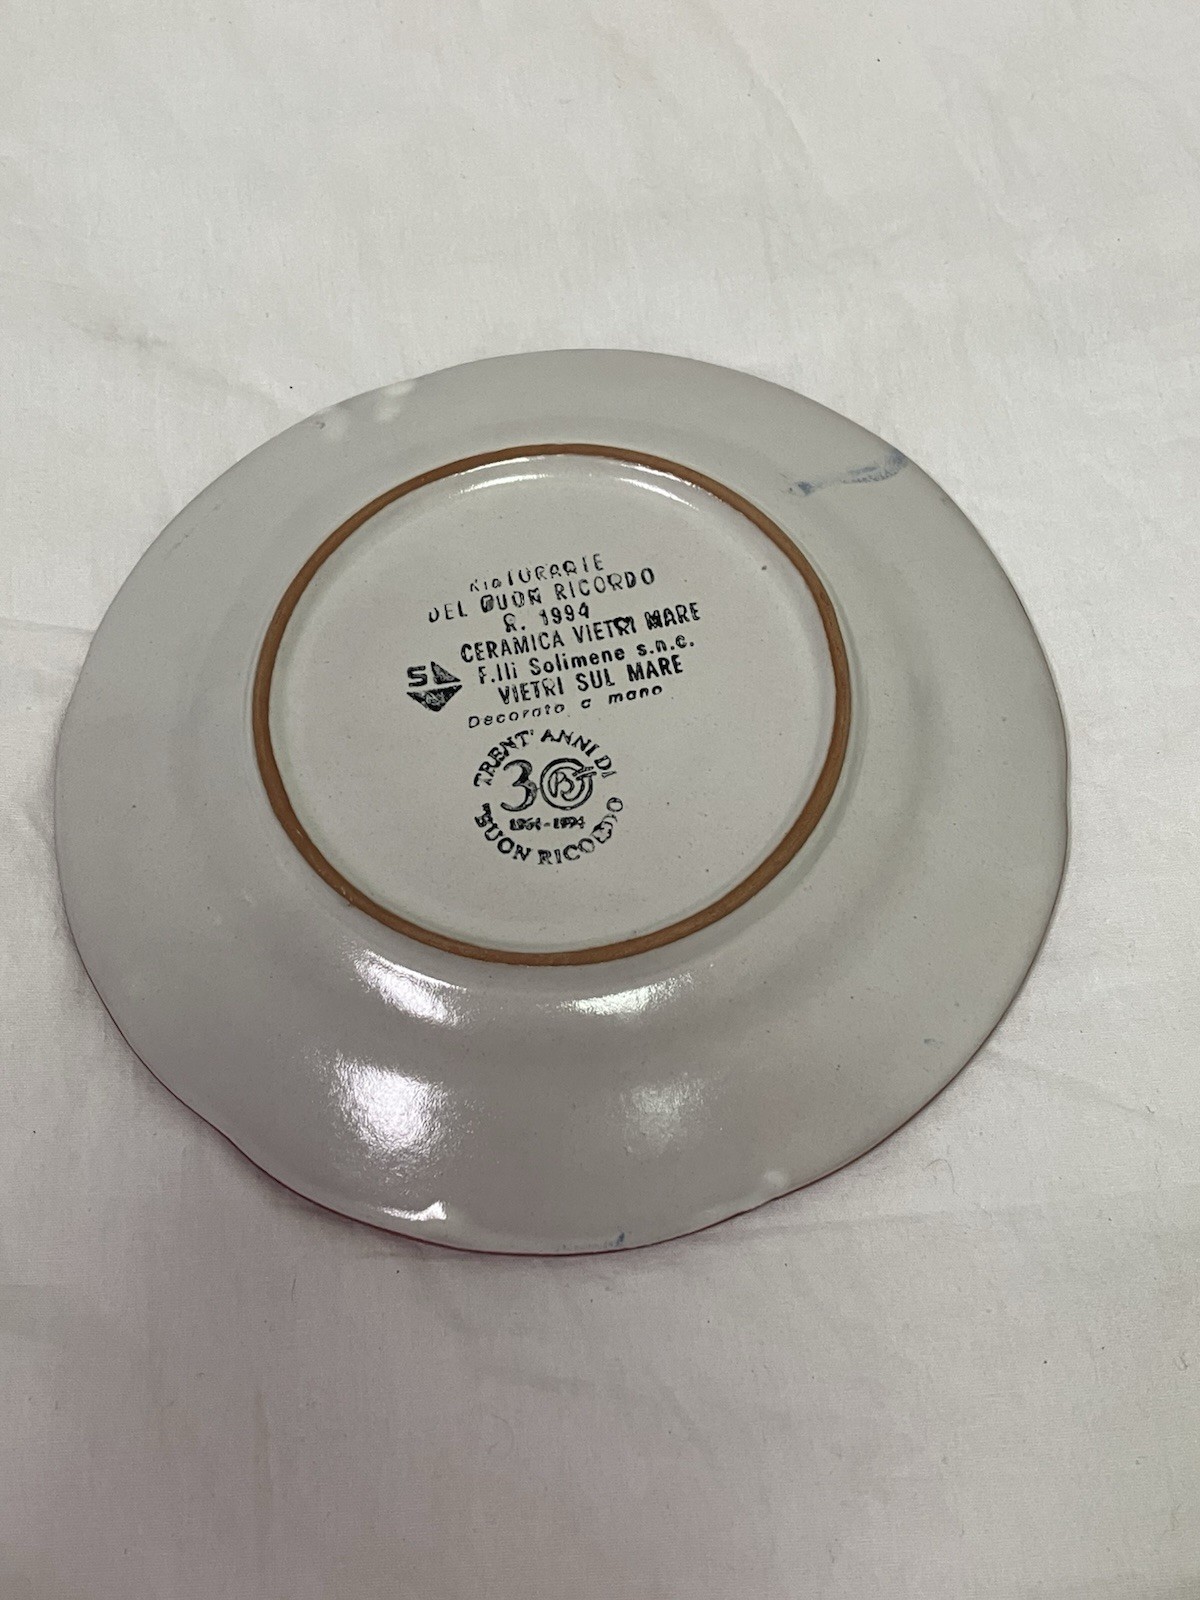 RISTORANTE
DEL BUON RICORDO
R. 1994
CERAMICA VIETRI MARE
F.lli Solimene s.n.c.
VIETRI SUL MARE
Decorato a mano
TRENT' ANNI DI
30
1964-1994
BUON RICORDO